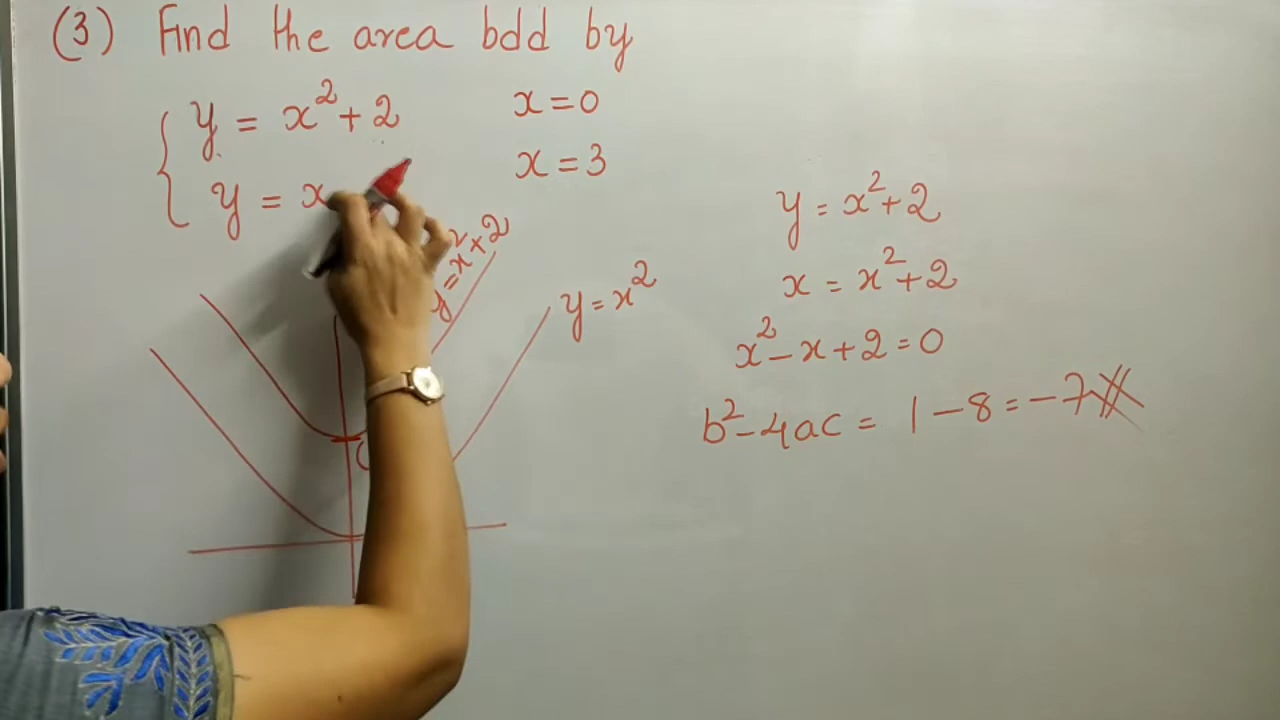 (3) Find the area bdd by
y = x²+2 x=0
y = x x=3
y=x²+2
y=x²
y = x²+2
x = x²+2
x²-x+2=0
b²-4ac = 1-8=-7